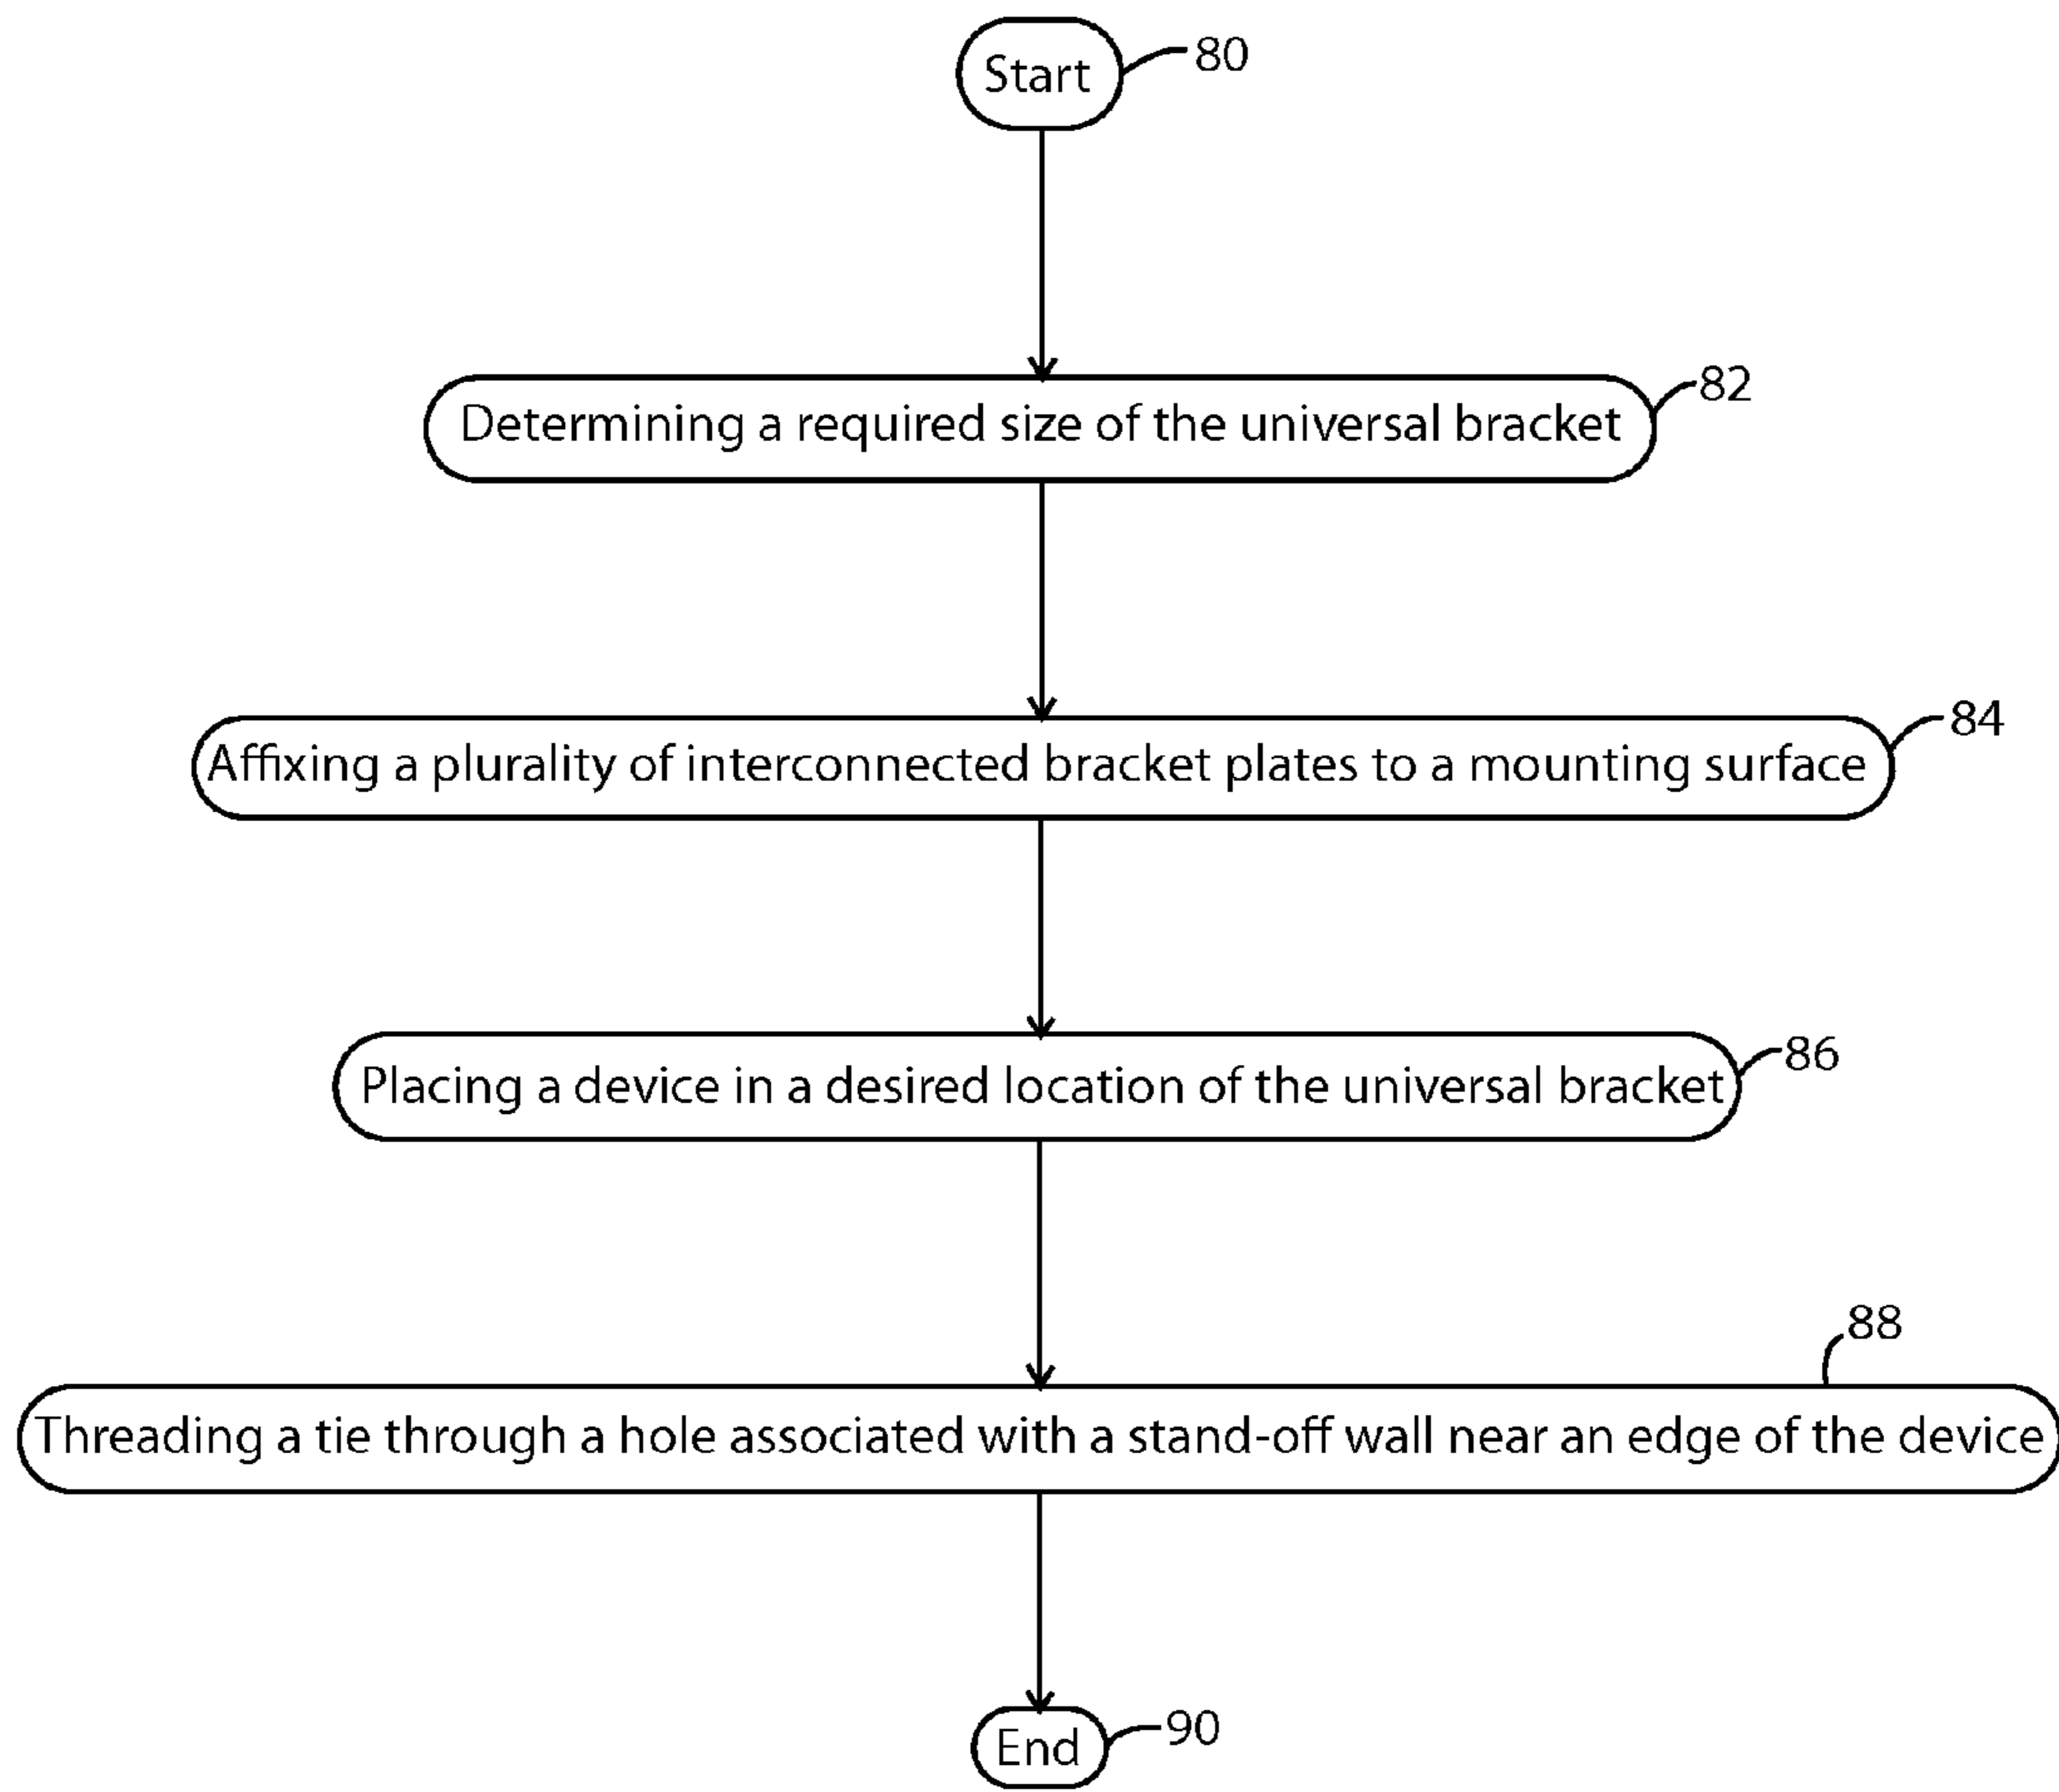 Start
80
Determining a required size of the universal bracket
82
Affixing a plurality of interconnected bracket plates to a mounting surface
84
Placing a device in a desired location of the universal bracket
86
88
Threading a tie through a hole associated with a stand-off wall near an edge of the device
End
90